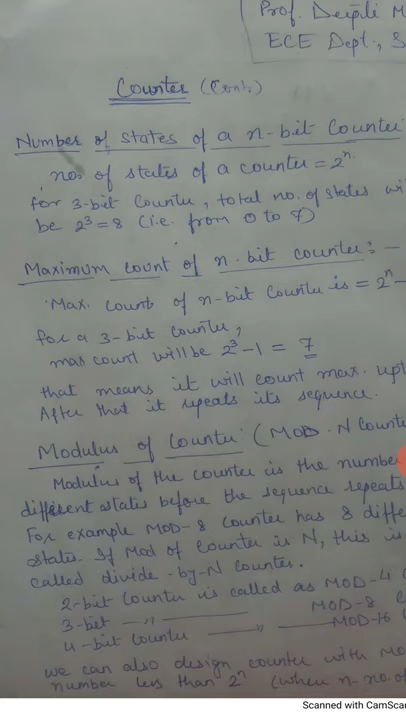 Prof. Deepti M
ECE Dept., S
Counter (Cont.)
Number of states of a n-bit Counter
no. of states of a counter = 2^n
for 3-bit Counter, total no. of states wi
be 2^3 = 8 (i.e. from 0 to 7)
Maximum count of n-bit counter: -
Max. count of n-bit Counter is = 2^n -
for a 3-bit counter,
max count will be 2^3 - 1 = 7
that means it will count max. upt
After that it repeats its sequence.
Modulus of Counter (MOD-N Counte
Modulus of the counter is the number
different states before the sequence repeats
For example MOD-8 counter has 8 diffe
states. If Mod of Counter is N, this is
called divide-by-N counter.
2-bit Counter is called as MOD-4 C
3-bit — " — MOD-8 C
4-bit Counter — " — MOD-16 (
we can also design counter with Mo
number less than 2^n (when n - no. of
Scanned with CamScan